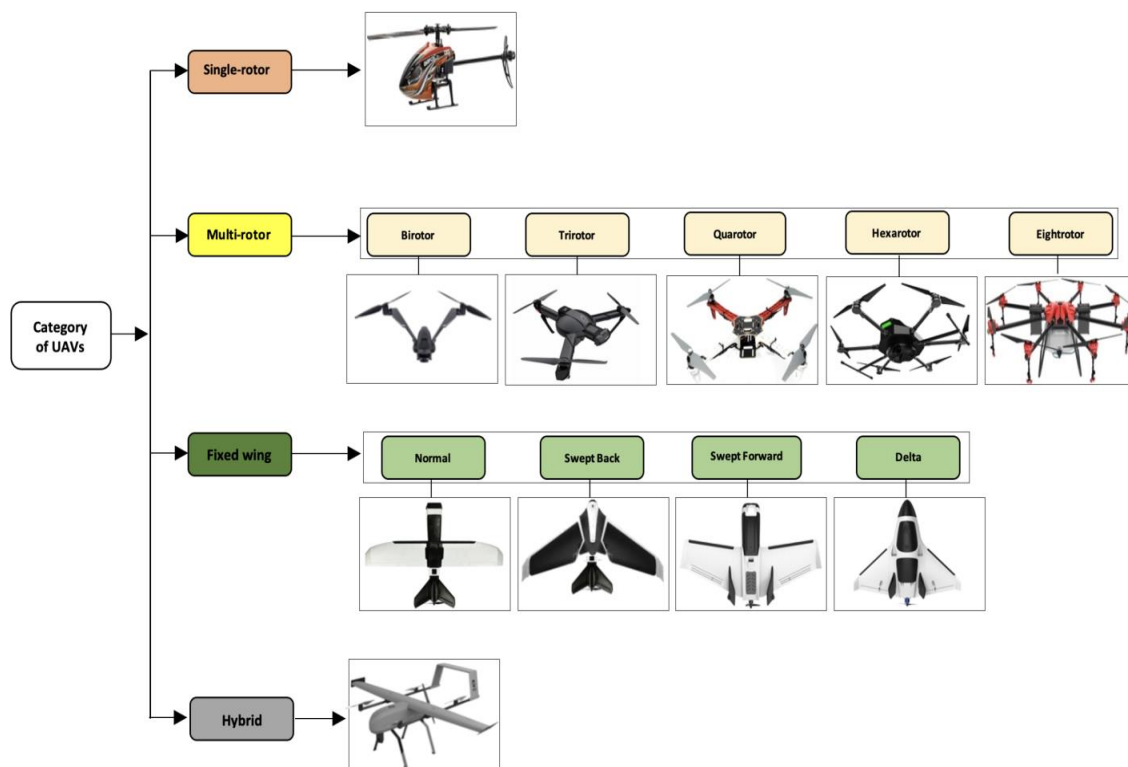 Single-rotor
Multi-rotor
Birotor
Trirotor
Quarotor
Hexarotor
Eightrotor
Category
of UAVs
Fixed wing
Normal
Swept Back
Swept Forward
Delta
Hybrid